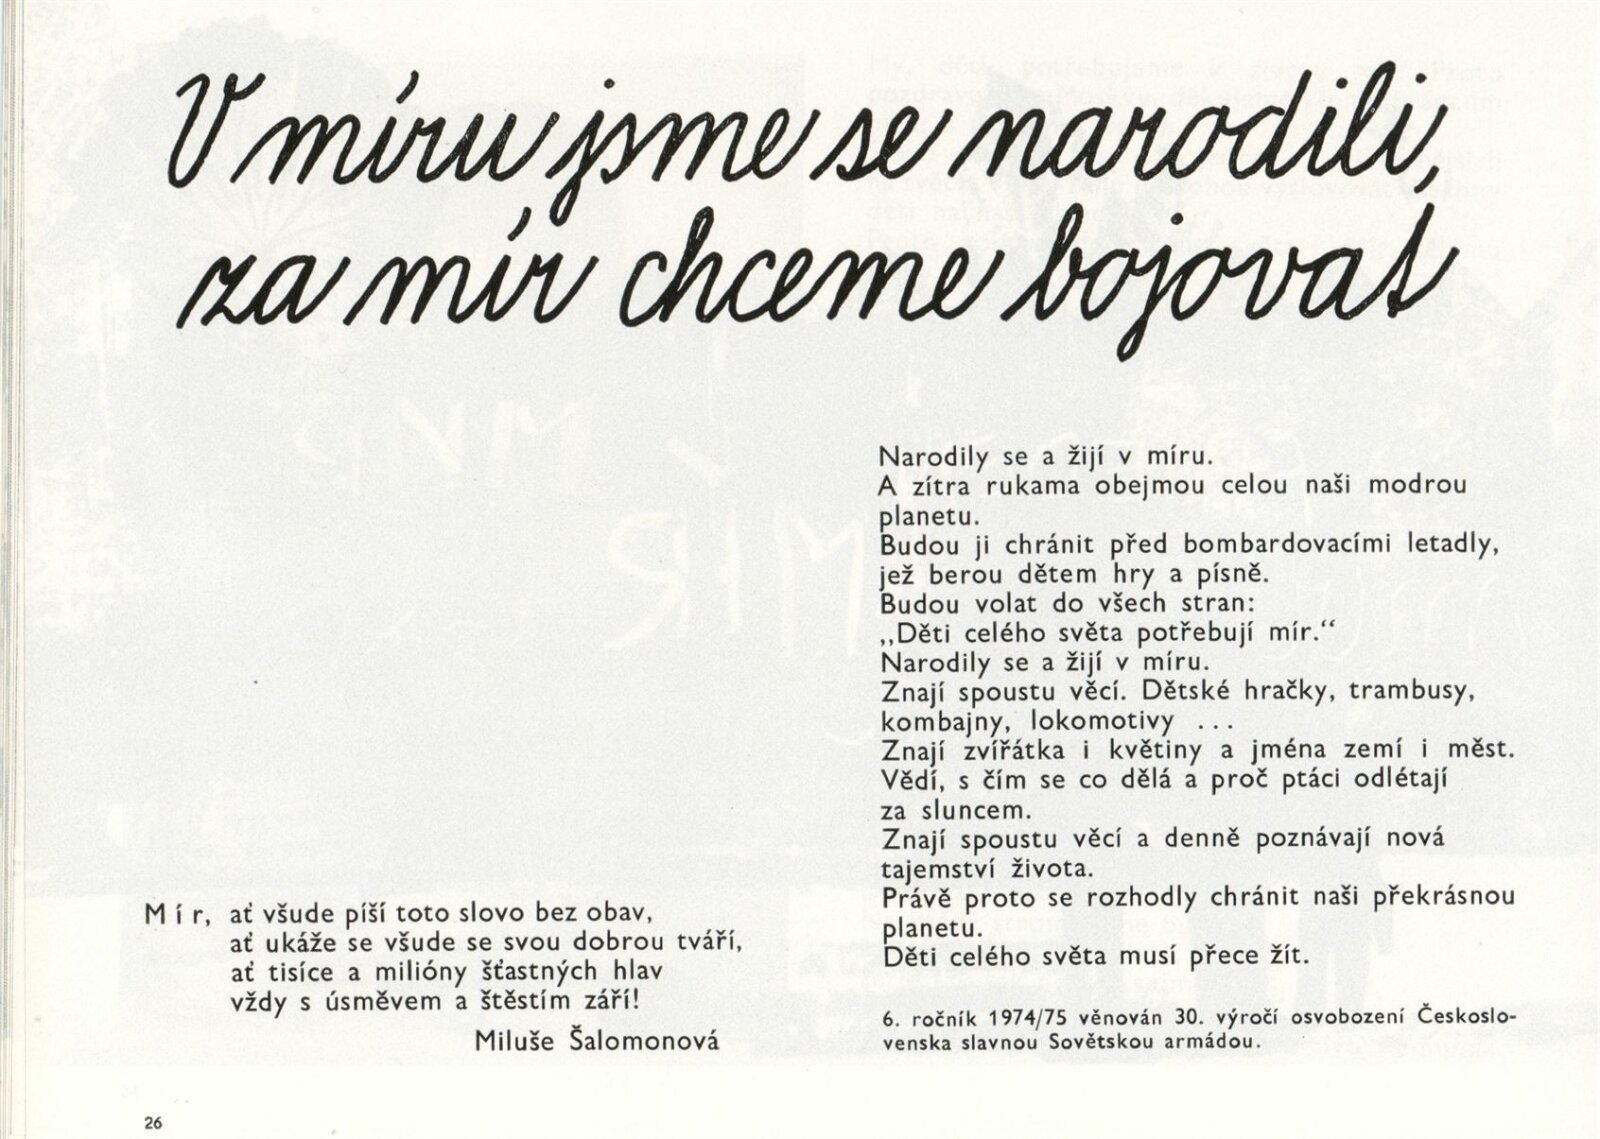 V míru jsme se narodili,
za mír chceme bojovat
Mír, ať všude píší toto slovo bez obav,
ať ukáže se všude se svou dobrou tváří,
ať tisíce a milióny šťastných hlav
vždy s úsměvem a štěstím září!
Miluše Šalomonová
Narodily se a žijí v míru.
A zítra rukama obejmou celou naši modrou
planetu.
Budou ji chránit před bombardovacími letadly,
jež berou dětem hry a písně.
Budou volat do všech stran:
,,Děti celého světa potřebují mír.“
Narodily se a žijí v míru.
Znají spoustu věcí. Dětské hračky, trambusy,
kombajny, lokomotivy ...
Znají zvířátka i květiny a jména zemí i měst.
Vědí, s čím se co dělá a proč ptáci odlétají
za sluncem.
Znají spoustu věcí a denně poznávají nová
tajemství života.
Právě proto se rozhodly chránit naši překrásnou
planetu.
Děti celého světa musí přece žít.
6. ročník 1974/75 věnován 30. výročí osvobození Českoslo-
venska slavnou Sovětskou armádou.
26